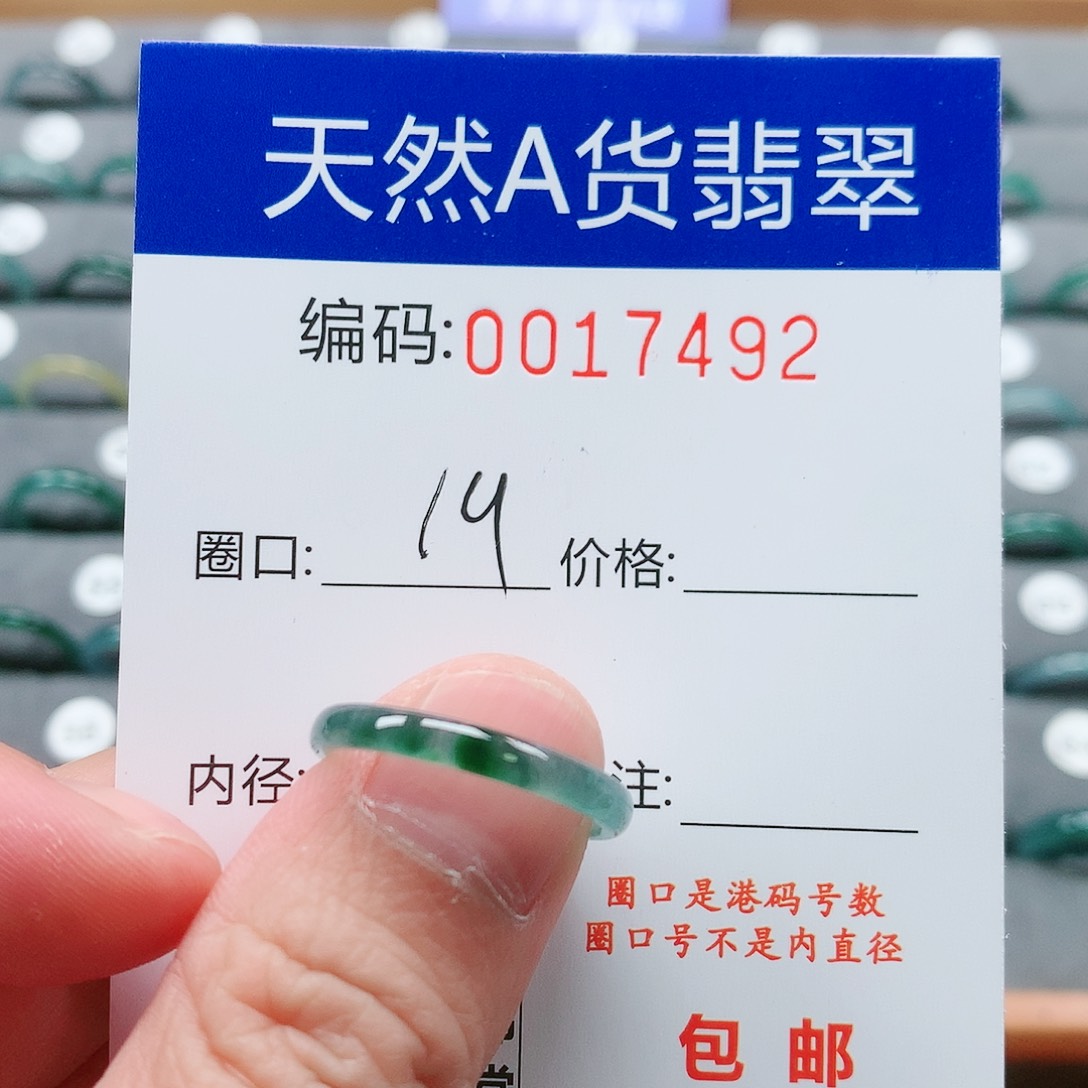 天然A货翡翠
编码:0017492
圈口: 14 价格:
内径: 注:
圈口是港码号数
圈口号不是内直径
包邮